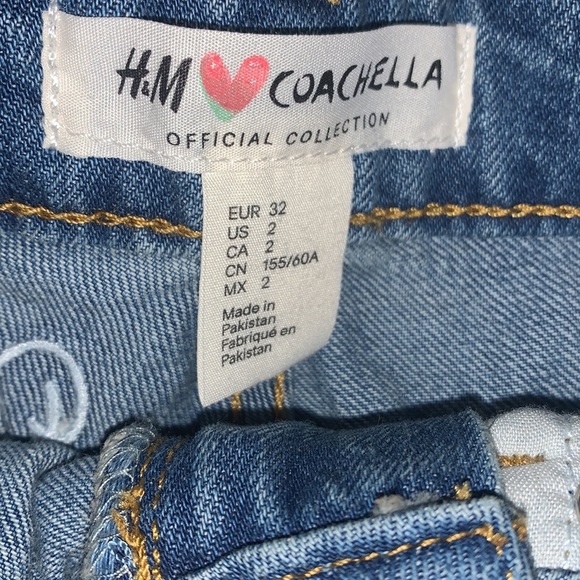 H&M COACHELLA
OFFICIAL COLLECTION
EUR 32
US 2
CA 2
CN 155/60A
MX 2
Made in
Pakistan
Fabriqué en
Pakistan